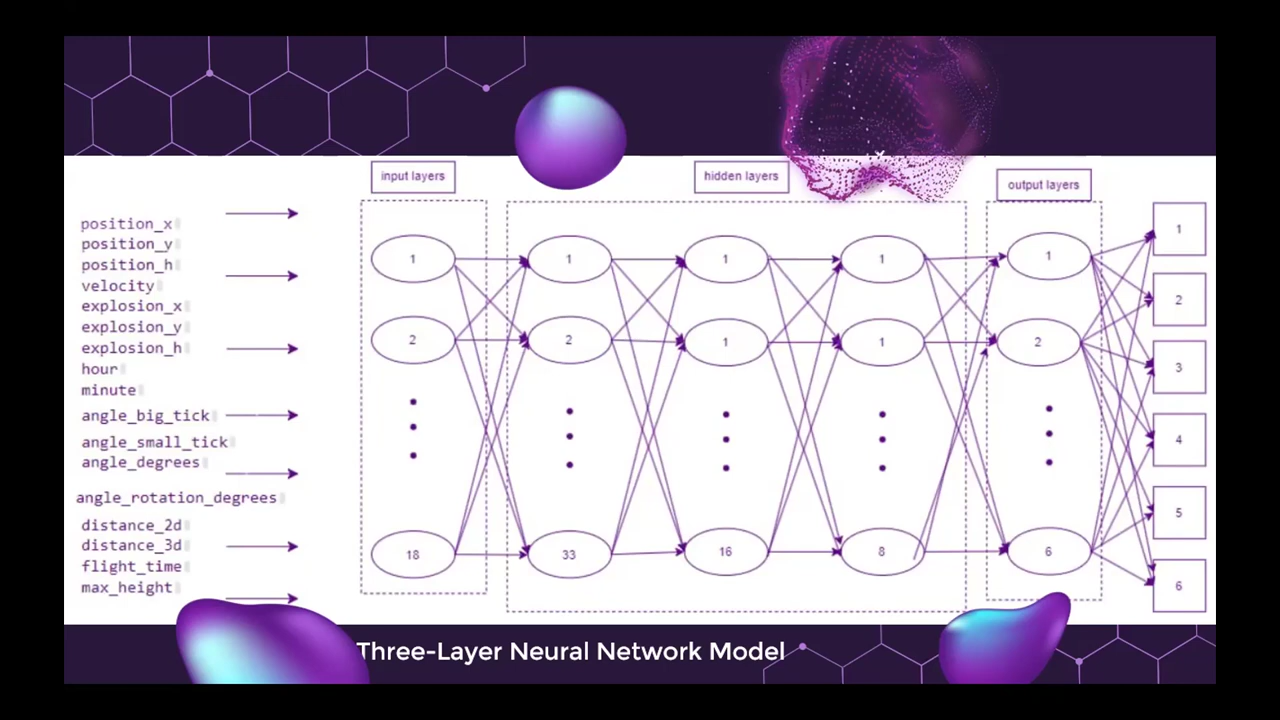 input layers
hidden layers
output layers
position_x
position_y
position_h
velocity
explosion_x
explosion_y
explosion_h
hour
minute
angle_big_tick
angle_small_tick
angle_degrees
angle_rotation_degrees
distance_2d
distance_3d
flight_time
max_height
1
2
18
1
2
33
1
1
16
1
1
8
1
2
6
1
2
3
4
5
6
Three-Layer Neural Network Model